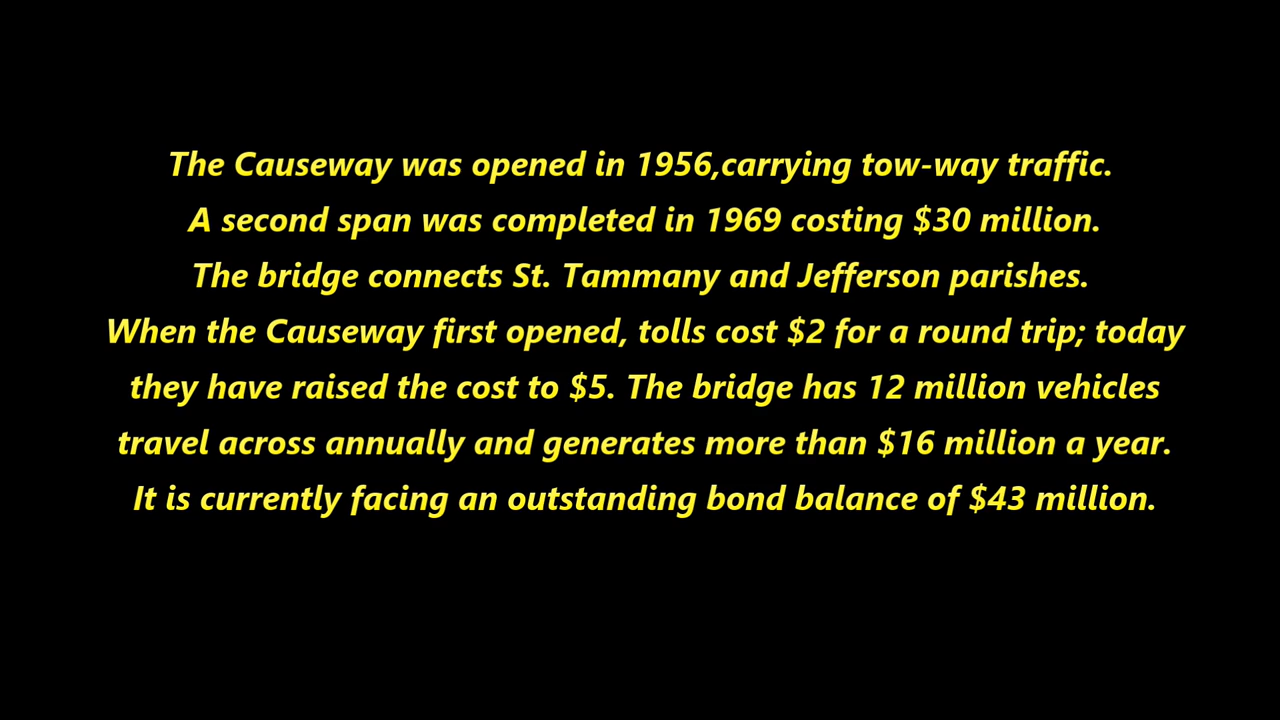 The Causeway was opened in 1956,carrying tow-way traffic.
A second span was completed in 1969 costing $30 million.
The bridge connects St. Tammany and Jefferson parishes.
When the Causeway first opened, tolls cost $2 for a round trip; today
they have raised the cost to $5. The bridge has 12 million vehicles
travel across annually and generates more than $16 million a year.
It is currently facing an outstanding bond balance of $43 million.